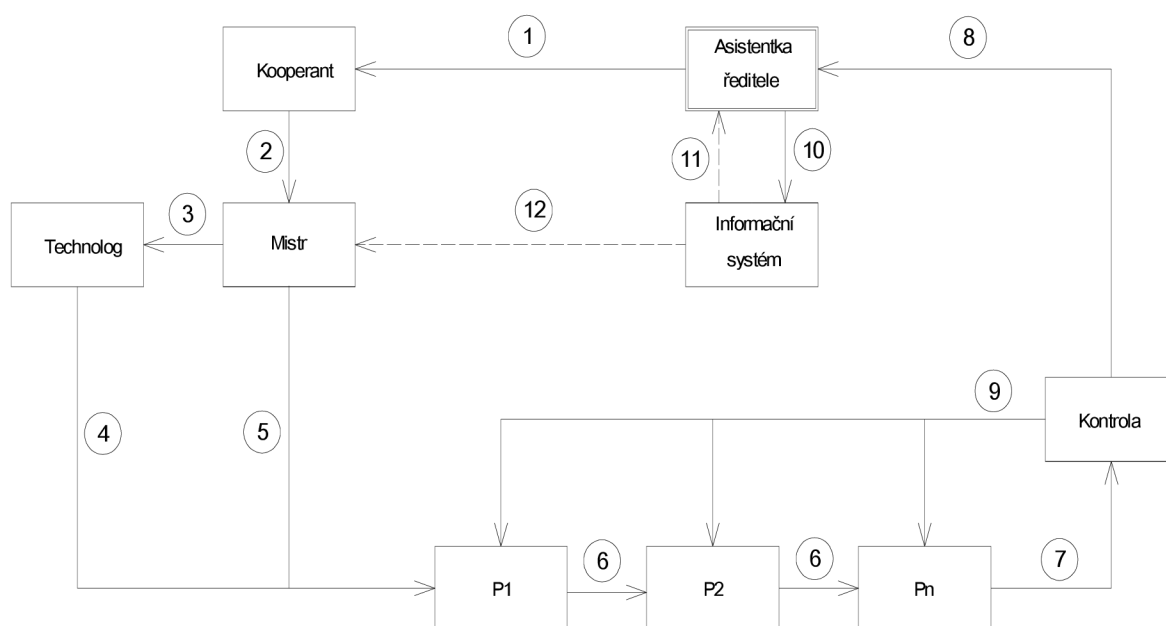 1
8
Kooperant
Asistentka
ředitele
2
11
10
3
12
Technolog
Mistr
Informační
systém
4
5
9
Kontrola
6
6
7
P1
P2
Pn